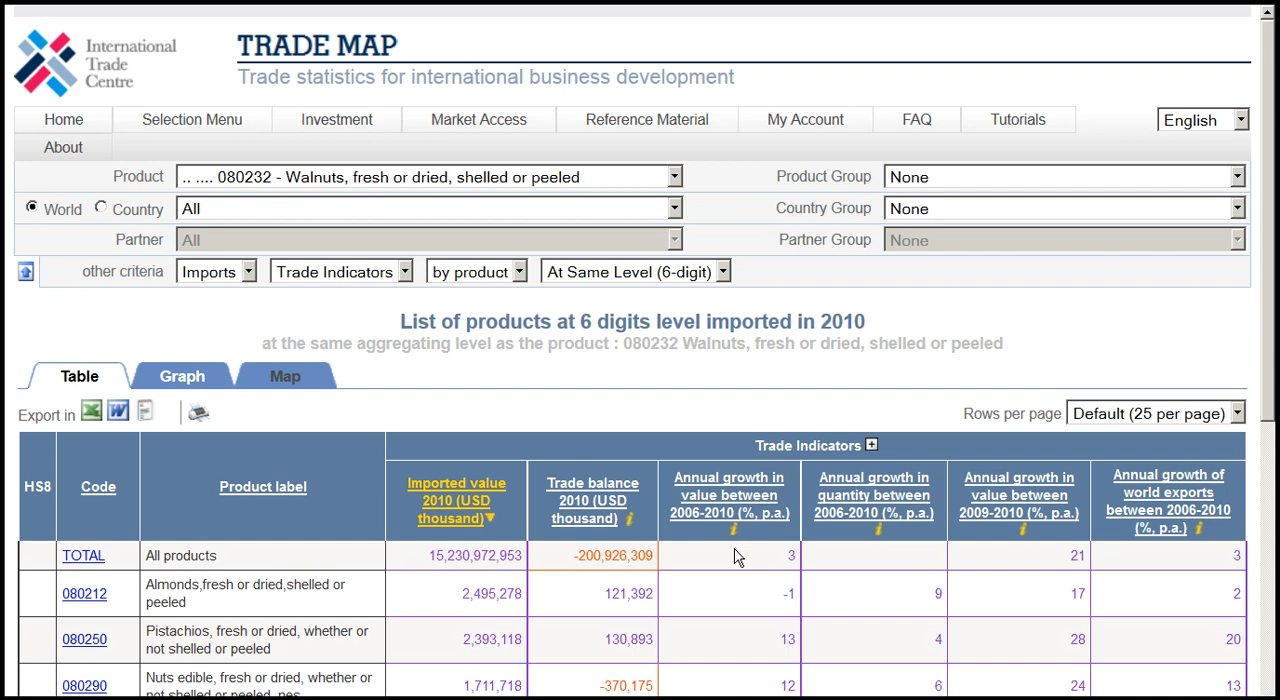 International
Trade
Centre
TRADE MAP
Trade statistics for international business development
Home Selection Menu Investment Market Access Reference Material My Account FAQ Tutorials English
About
Product .. .... 080232 - Walnuts, fresh or dried, shelled or peeled Product Group None
World Country All Country Group None
Partner All Partner Group None
other criteria Imports Trade Indicators by product At Same Level (6-digit)
List of products at 6 digits level imported in 2010
at the same aggregating level as the product : 080232 Walnuts, fresh or dried, shelled or peeled
Table Graph Map
Export in Rows per page Default (25 per page)
Trade Indicators
HS8
Code
Product label
Imported value
2010 (USD
thousand)
Trade balance
2010 (USD
thousand) i
Annual growth in
value between
2006-2010 (%, p.a.)
i
Annual growth in
quantity between
2006-2010 (%, p.a.)
i
Annual growth in
value between
2009-2010 (%, p.a.)
i
Annual growth of
world exports
between 2006-2010
(%, p.a.) i
TOTAL All products 15,230,972,953 -200,926,309 3 21 3
080212 Almonds,fresh or dried,shelled or
peeled 2,495,278 121,392 -1 9 17 2
080250 Pistachios, fresh or dried, whether or
not shelled or peeled 2,393,118 130,893 13 4 28 20
080290 Nuts edible, fresh or dried, whether or
not shelled or peeled, nes 1,711,718 -370,175 12 6 24 13